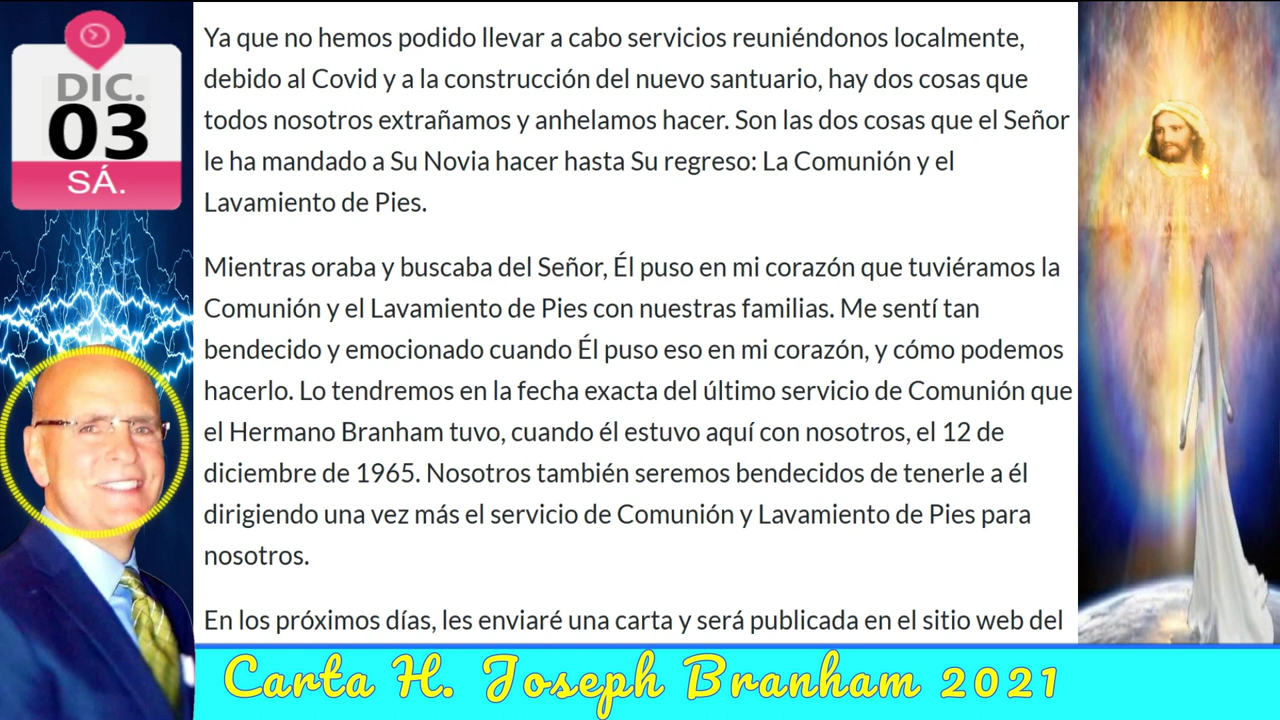 DIC.
03
SÁ.
Ya que no hemos podido llevar a cabo servicios reuniéndonos localmente,
debido al Covid y a la construcción del nuevo santuario, hay dos cosas que
todos nosotros extrañamos y anhelamos hacer. Son las dos cosas que el Señor
le ha mandado a Su Novia hacer hasta Su regreso: La Comunión y el
Lavamiento de Pies.
Mientras oraba y buscaba del Señor, Él puso en mi corazón que tuviéramos la
Comunión y el Lavamiento de Pies con nuestras familias. Me sentí tan
bendecido y emocionado cuando Él puso eso en mi corazón, y cómo podemos
hacerlo. Lo tendremos en la fecha exacta del último servicio de Comunión que
el Hermano Branham tuvo, cuando él estuvo aquí con nosotros, el 12 de
diciembre de 1965. Nosotros también seremos bendecidos de tenerle a él
dirigiendo una vez más el servicio de Comunión y Lavamiento de Pies para
nosotros.
En los próximos días, les enviaré una carta y será publicada en el sitio web del
Carta H. Joseph Branham 2021